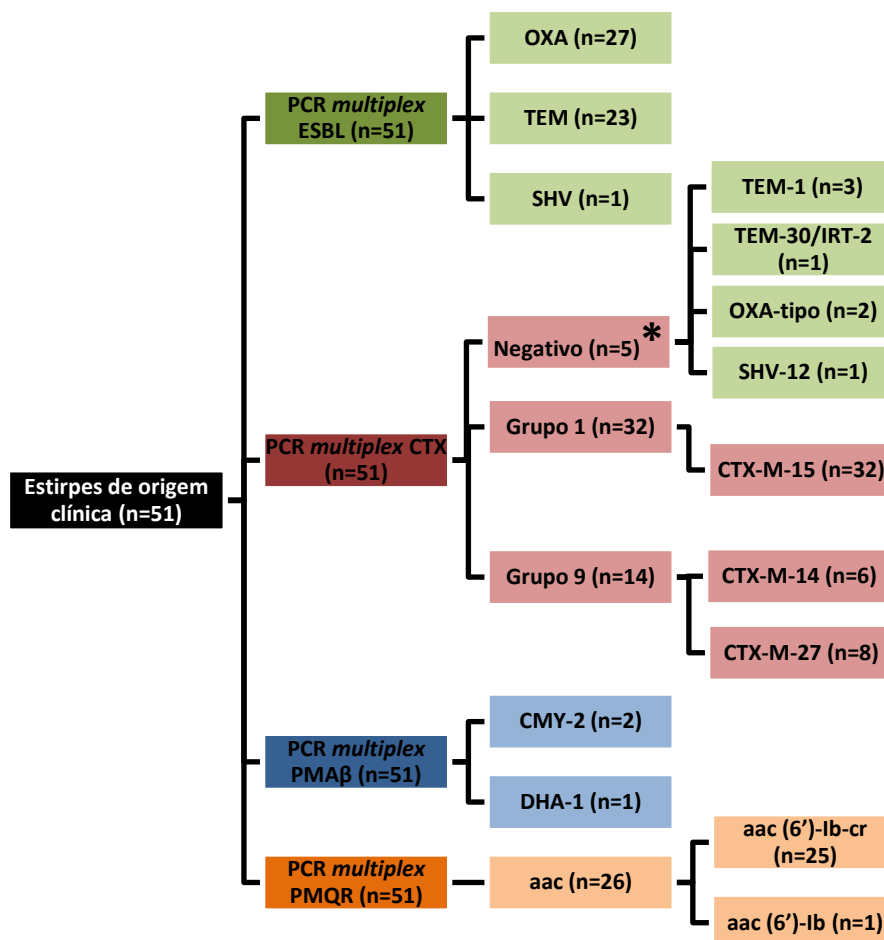 Estirpes de origem
clínica (n=51)
PCR multiplex
ESBL (n=51)
OXA (n=27)
TEM (n=23)
SHV (n=1)
PCR multiplex CTX
(n=51)
Negativo (n=5)*
TEM-1 (n=3)
TEM-30/IRT-2
(n=1)
OXA-tipo (n=2)
SHV-12 (n=1)
Grupo 1 (n=32)
CTX-M-15 (n=32)
Grupo 9 (n=14)
CTX-M-14 (n=6)
CTX-M-27 (n=8)
PCR multiplex
PMAβ (n=51)
CMY-2 (n=2)
DHA-1 (n=1)
PCR multiplex
PMQR (n=51)
aac (n=26)
aac (6’)-Ib-cr
(n=25)
aac (6’)-Ib (n=1)